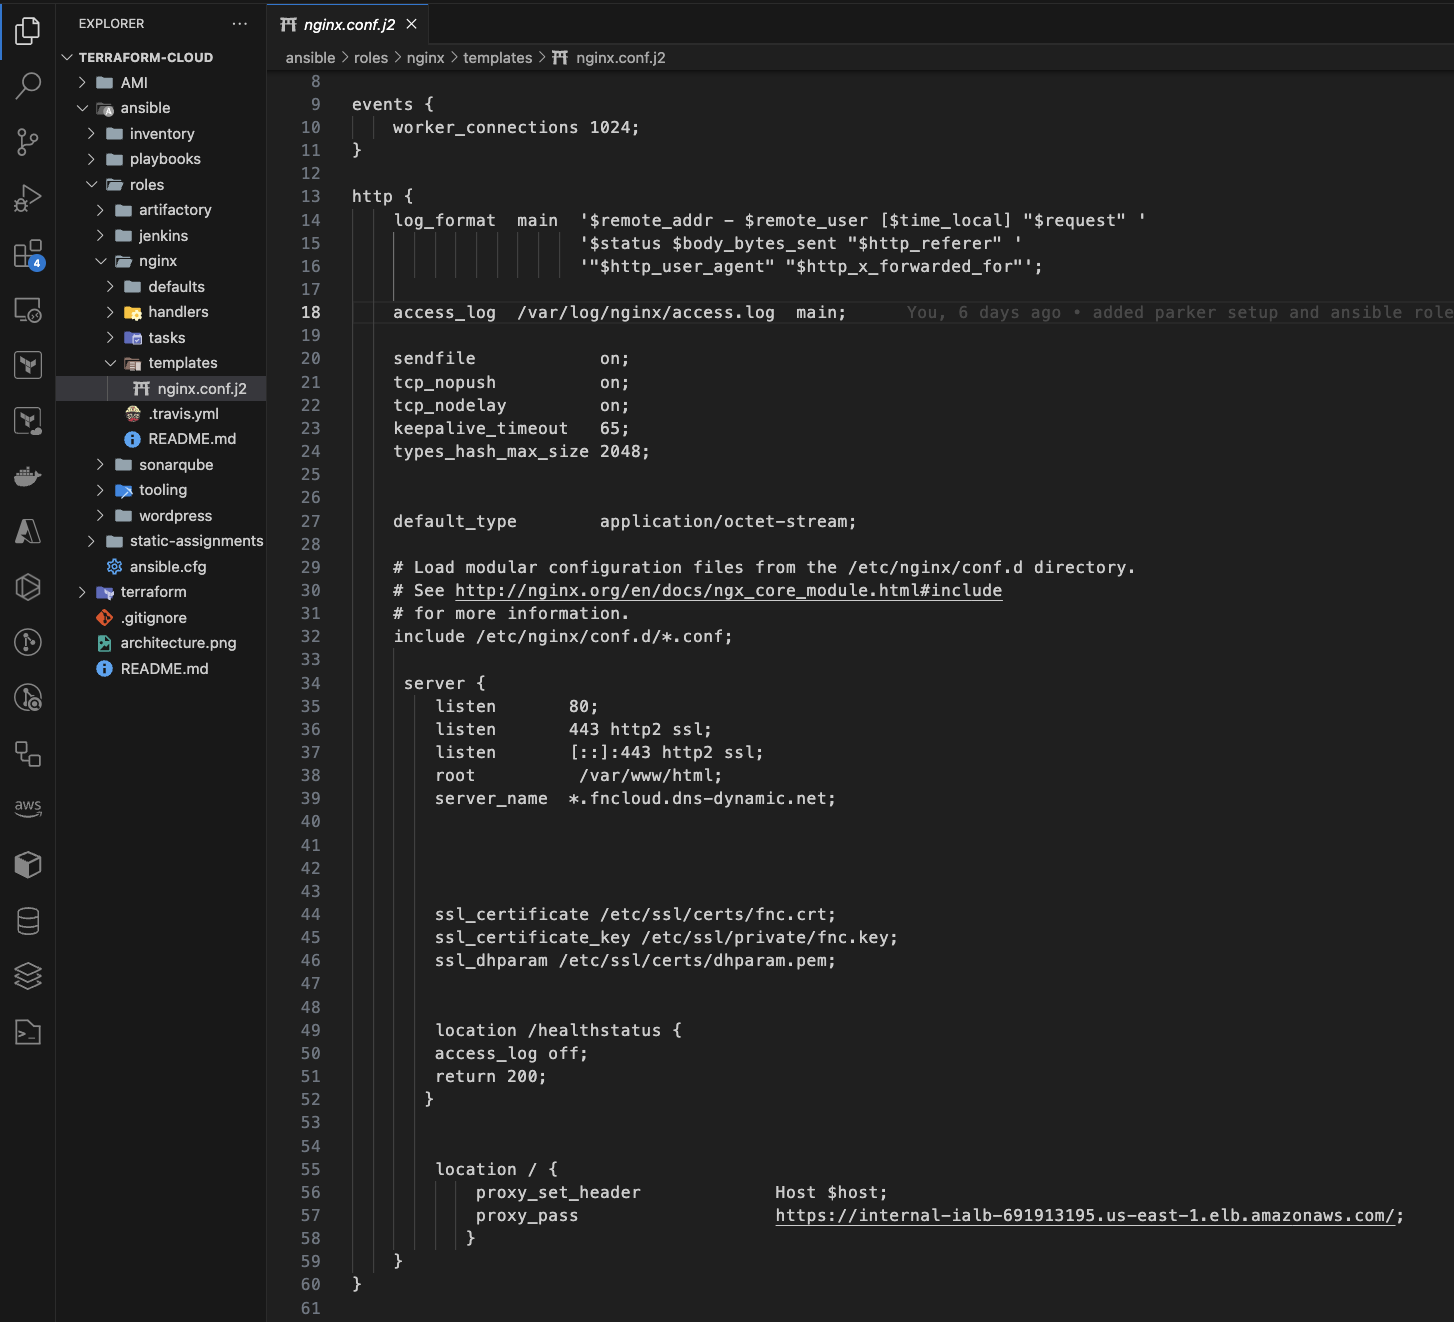 EXPLORER
···
TERRAFORM-CLOUD
AMI
ansible
inventory
playbooks
roles
artifactory
jenkins
nginx
defaults
handlers
tasks
templates
nginx.conf.j2
.travis.yml
README.md
sonarqube
tooling
wordpress
static-assignments
ansible.cfg
terraform
.gitignore
architecture.png
README.md
4
aws
nginx.conf.j2
ansible > roles > nginx > templates > nginx.conf.j2
8
9 events {
10 worker_connections 1024;
11 }
12
13 http {
14 log_format  main  '$remote_addr - $remote_user [$time_local] "$request" '
15 '$status $body_bytes_sent "$http_referer" '
16 '"$http_user_agent" "$http_x_forwarded_for"';
17
18 access_log  /var/log/nginx/access.log  main; You, 6 days ago • added parker setup and ansible role
19
20 sendfile            on;
21 tcp_nopush          on;
22 tcp_nodelay         on;
23 keepalive_timeout   65;
24 types_hash_max_size 2048;
25
26
27 default_type        application/octet-stream;
28
29 # Load modular configuration files from the /etc/nginx/conf.d directory.
30 # See http://nginx.org/en/docs/ngx_core_module.html#include
31 # for more information.
32 include /etc/nginx/conf.d/*.conf;
33
34 server {
35 listen       80;
36 listen       443 http2 ssl;
37 listen       [::]:443 http2 ssl;
38 root          /var/www/html;
39 server_name  *.fncloud.dns-dynamic.net;
40
41
42
43
44 ssl_certificate /etc/ssl/certs/fnc.crt;
45 ssl_certificate_key /etc/ssl/private/fnc.key;
46 ssl_dhparam /etc/ssl/certs/dhparam.pem;
47
48
49 location /healthstatus {
50 access_log off;
51 return 200;
52 }
53
54
55 location / {
56 proxy_set_header             Host $host;
57 proxy_pass                   https://internal-ialb-691913195.us-east-1.elb.amazonaws.com/;
58 }
59 }
60 }
61